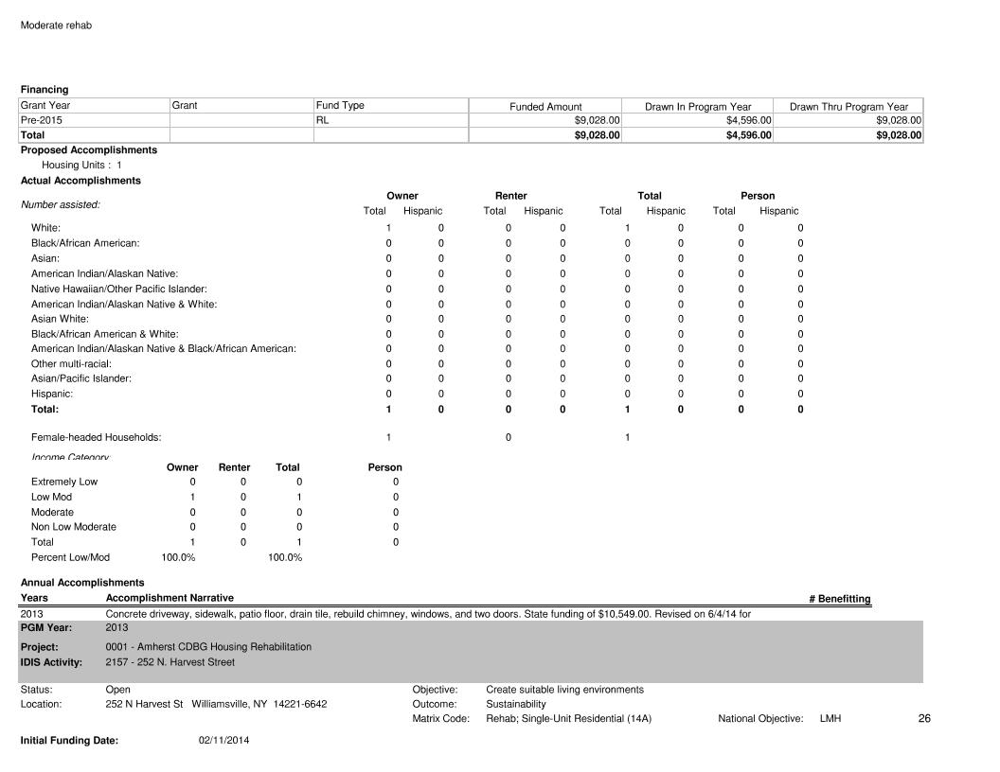 Moderate rehab
Financing
Grant Year Grant Fund Type Funded Amount Drawn In Program Year Drawn Thru Program Year
Pre-2015 RL $9,028.00 $4,596.00 $9,028.00
Total $9,028.00 $4,596.00 $9,028.00
Proposed Accomplishments
Housing Units : 1
Actual Accomplishments
Owner Renter Total Person
Number assisted:
Total Hispanic Total Hispanic Total Hispanic Total Hispanic
White: 1 0 0 0 1 0 0 0
Black/African American: 0 0 0 0 0 0 0 0
Asian: 0 0 0 0 0 0 0 0
American Indian/Alaskan Native: 0 0 0 0 0 0 0 0
Native Hawaiian/Other Pacific Islander: 0 0 0 0 0 0 0 0
American Indian/Alaskan Native & White: 0 0 0 0 0 0 0 0
Asian White: 0 0 0 0 0 0 0 0
Black/African American & White: 0 0 0 0 0 0 0 0
American Indian/Alaskan Native & Black/African American: 0 0 0 0 0 0 0 0
Other multi-racial: 0 0 0 0 0 0 0 0
Asian/Pacific Islander: 0 0 0 0 0 0 0 0
Hispanic: 0 0 0 0 0 0 0 0
Total: 1 0 0 0 1 0 0 0
Female-headed Households: 1 0 1
Income Category:
Owner Renter Total Person
Extremely Low 0 0 0 0
Low Mod 1 0 1 0
Moderate 0 0 0 0
Non Low Moderate 0 0 0 0
Total 1 0 1 0
Percent Low/Mod 100.0% 100.0%
Annual Accomplishments
Years Accomplishment Narrative # Benefitting
2013 Concrete driveway, sidewalk, patio floor, drain tile, rebuild chimney, windows, and two doors. State funding of $10,549.00. Revised on 6/4/14 for
PGM Year: 2013
Project: 0001 - Amherst CDBG Housing Rehabilitation
IDIS Activity: 2157 - 252 N. Harvest Street
Status: Open Objective: Create suitable living environments
Location: 252 N Harvest St Williamsville, NY 14221-6642 Outcome: Sustainability
Matrix Code: Rehab; Single-Unit Residential (14A) National Objective: LMH 26
Initial Funding Date: 02/11/2014